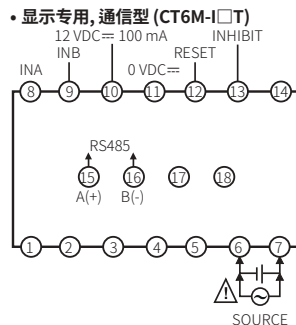 • 显示专用, 通信型 (CT6M-I□T)
12 VDC⎓ 100 mA INHIBIT
INB 0 VDC⎓ RESET
INA
8 9 10 11 12 13 14
RS485
15 16 17 18
A(+) B(-)
1 2 3 4 5 6 7
SOURCE